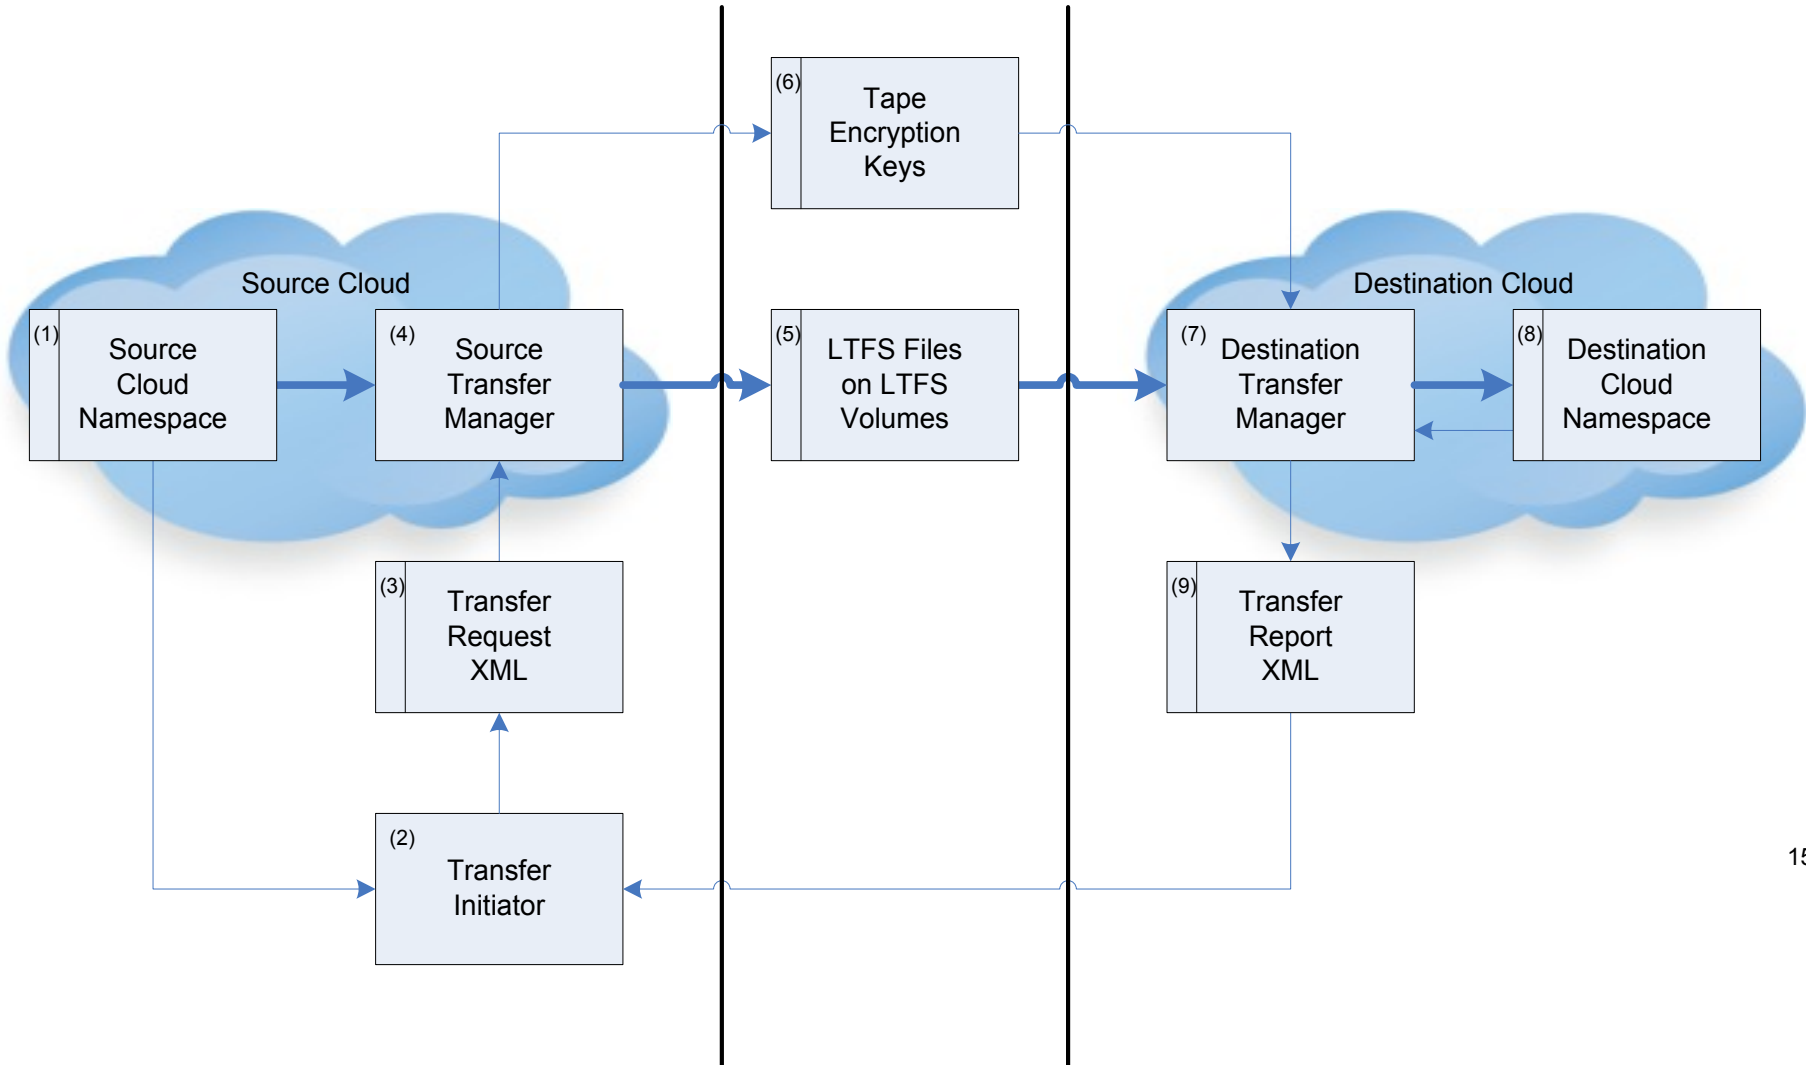 (6)
Tape
Encryption
Keys
Source Cloud
Destination Cloud
(1)
Source
Cloud
Namespace
(4)
Source
Transfer
Manager
(5)
LTFS Files
on LTFS
Volumes
(7)
Destination
Transfer
Manager
(8)
Destination
Cloud
Namespace
(3)
Transfer
Request
XML
(9)
Transfer
Report
XML
(2)
Transfer
Initiator
15